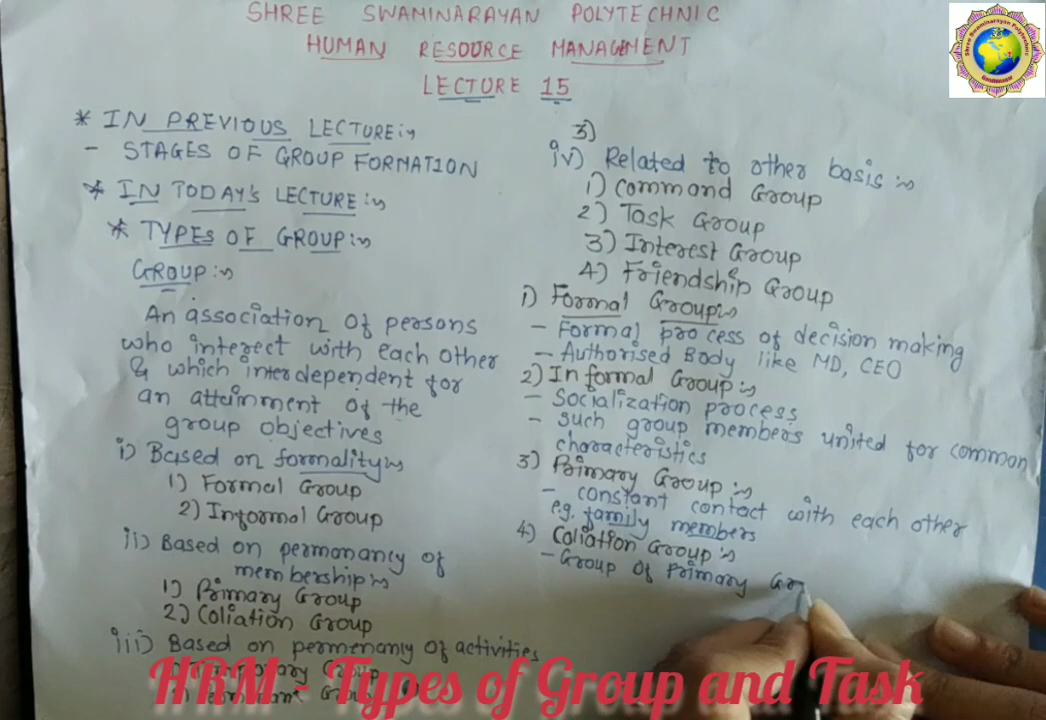 SHREE SWAMINARAYAN POLYTECHNIC
HUMAN RESOURCE MANAGEMENT
LECTURE 15
* IN PREVIOUS LECTURE:-
- STAGES OF GROUP FORMATION
* IN TODAY'S LECTURE:-
* TYPES OF GROUP:-
GROUP:-
An association of persons
who interect with each other
& which interdependent for
an attainment of the
group objectives
i) Based on formality:-
1) Formal Group
2) Informal Group
ii) Based on permanancy of
membership:-
1) Primary Group
2) Coliation Group
iii) Based on permenamy of activities
3)
iv) Related to other basis:-
1) Command Group
2) Task Group
3) Interest Group
4) Friendship Group
1) Formal Group:-
- Formal process of decision making
- Authorised Body like MD, CEO
2) Informal Group:-
- Socialization process
- such group members united for common
characteristics
3) Primary Group:-
- constant contact with each other
e.g. family members
4) Coliation Group:-
- Group of Primary Gr
HRM - Types of Group and Task